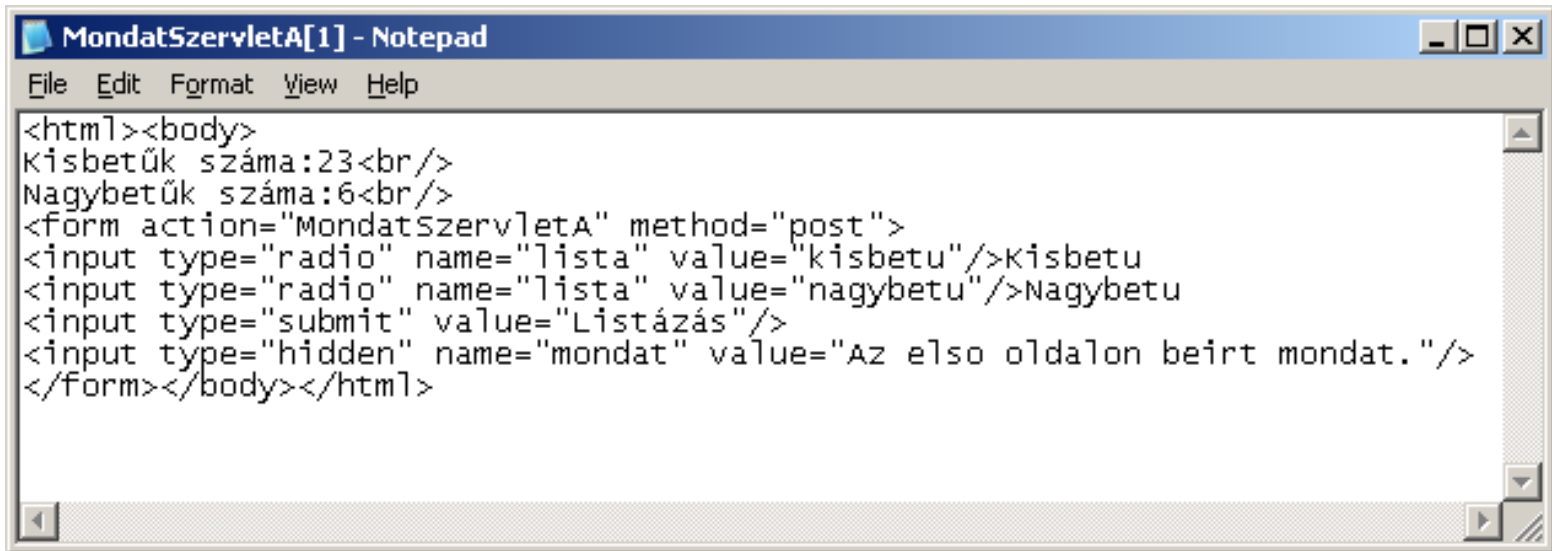 MondatSzervletA[1] - Notepad
File Edit Format View Help
<html><body>
Kisbetűk száma:23<br/>
Nagybetűk száma:6<br/>
<form action="MondatSzervletA" method="post">
<input type="radio" name="lista" value="kisbetu"/>Kisbetu
<input type="radio" name="lista" value="nagybetu"/>Nagybetu
<input type="submit" value="Listázás"/>
<input type="hidden" name="mondat" value="Az elso oldalon beirt mondat."/>
</form></body></html>